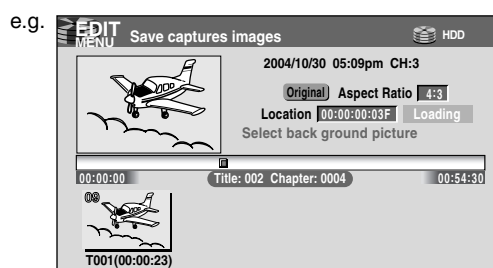 e.g.
EDIT MENU Save captures images HDD
2004/10/30 05:09pm CH:3
Original Aspect Ratio 4:3
Location 00:00:00:03F Loading
Select back ground picture
00:00:00 Title: 002 Chapter: 0004 00:54:30
09
T001(00:00:23)